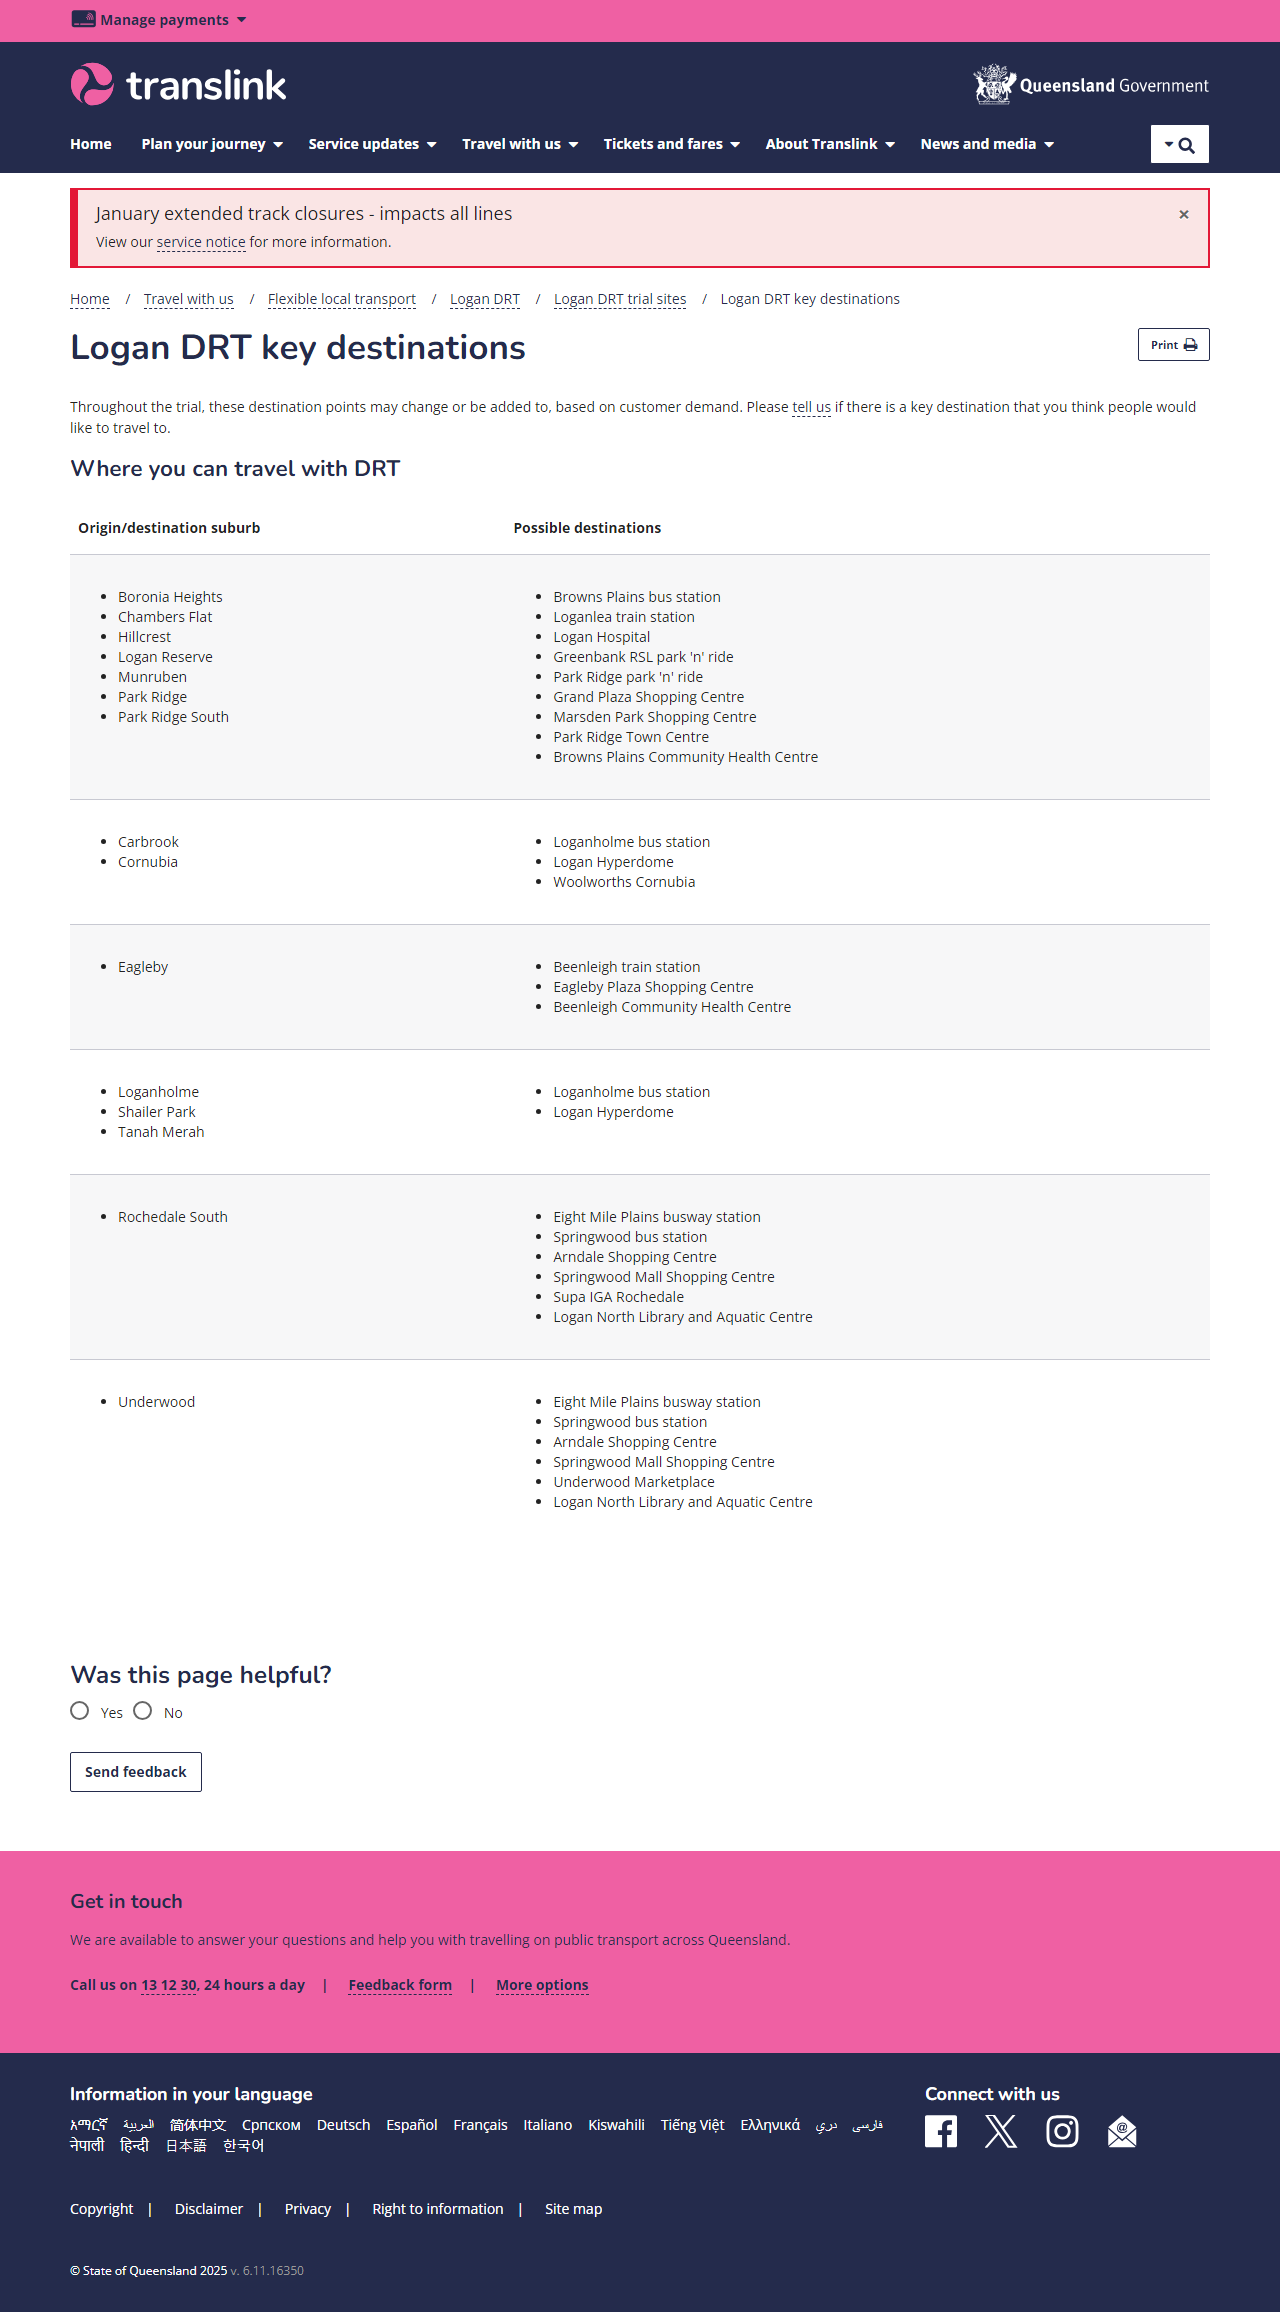 Manage payments
translink
Queensland Government
Home Plan your journey Service updates Travel with us Tickets and fares About Translink News and media
January extended track closures - impacts all lines ×
View our service notice for more information.
Home / Travel with us / Flexible local transport / Logan DRT / Logan DRT trial sites / Logan DRT key destinations
Logan DRT key destinations
Print
Throughout the trial, these destination points may change or be added to, based on customer demand. Please tell us if there is a key destination that you think people would
like to travel to.
Where you can travel with DRT
Origin/destination suburb Possible destinations
Boronia Heights
Chambers Flat
Hillcrest
Logan Reserve
Munruben
Park Ridge
Park Ridge South
Browns Plains bus station
Loganlea train station
Logan Hospital
Greenbank RSL park 'n' ride
Park Ridge park 'n' ride
Grand Plaza Shopping Centre
Marsden Park Shopping Centre
Park Ridge Town Centre
Browns Plains Community Health Centre
Carbrook
Cornubia
Loganholme bus station
Logan Hyperdome
Woolworths Cornubia
Eagleby
Beenleigh train station
Eagleby Plaza Shopping Centre
Beenleigh Community Health Centre
Loganholme
Shailer Park
Tanah Merah
Loganholme bus station
Logan Hyperdome
Rochedale South
Eight Mile Plains busway station
Springwood bus station
Arndale Shopping Centre
Springwood Mall Shopping Centre
Supa IGA Rochedale
Logan North Library and Aquatic Centre
Underwood
Eight Mile Plains busway station
Springwood bus station
Arndale Shopping Centre
Springwood Mall Shopping Centre
Underwood Marketplace
Logan North Library and Aquatic Centre
Was this page helpful?
Yes No
Send feedback
Get in touch
We are available to answer your questions and help you with travelling on public transport across Queensland.
Call us on 13 12 30, 24 hours a day | Feedback form | More options
Information in your language
አማርኛ العربية 简体中文 Српском Deutsch Español Français Italiano Kiswahili Tiếng Việt Ελληνικά دری فارسی
नेपाली हिन्दी 日本語 한국어
Connect with us
Copyright | Disclaimer | Privacy | Right to information | Site map
© State of Queensland 2025 v. 6.11.16350